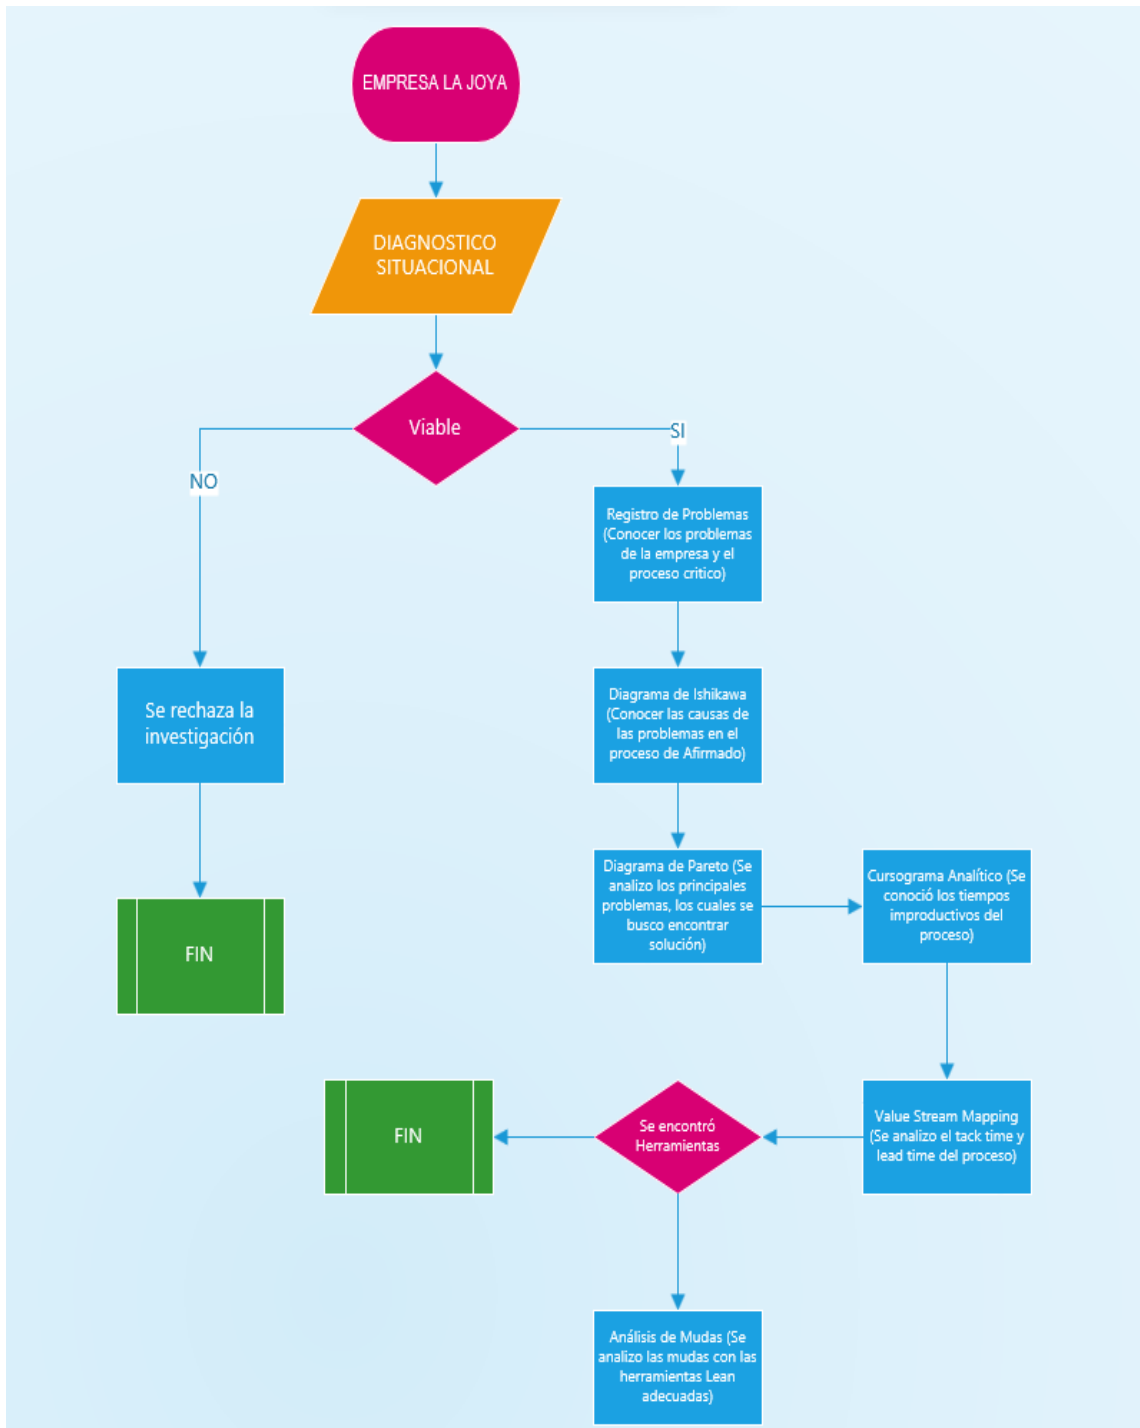 EMPRESA LA JOYA
DIAGNOSTICO
SITUACIONAL
Viable
SI
NO
Registro de Problemas
(Conocer los problemas
de la empresa y el
proceso critico)
Se rechaza la
investigación
Diagrama de Ishikawa
(Conocer las causas de
las problemas en el
proceso de Afirmado)
Diagrama de Pareto (Se
analizo los principales
problemas, los cuales se
busco encontrar
solución)
Cursograma Analítico (Se
conoció los tiempos
improductivos del
proceso)
FIN
Value Stream Mapping
(Se analizo el tack time y
lead time del proceso)
Se encontró
Herramientas
FIN
Análisis de Mudas (Se
analizo las mudas con las
herramientas Lean
adecuadas)